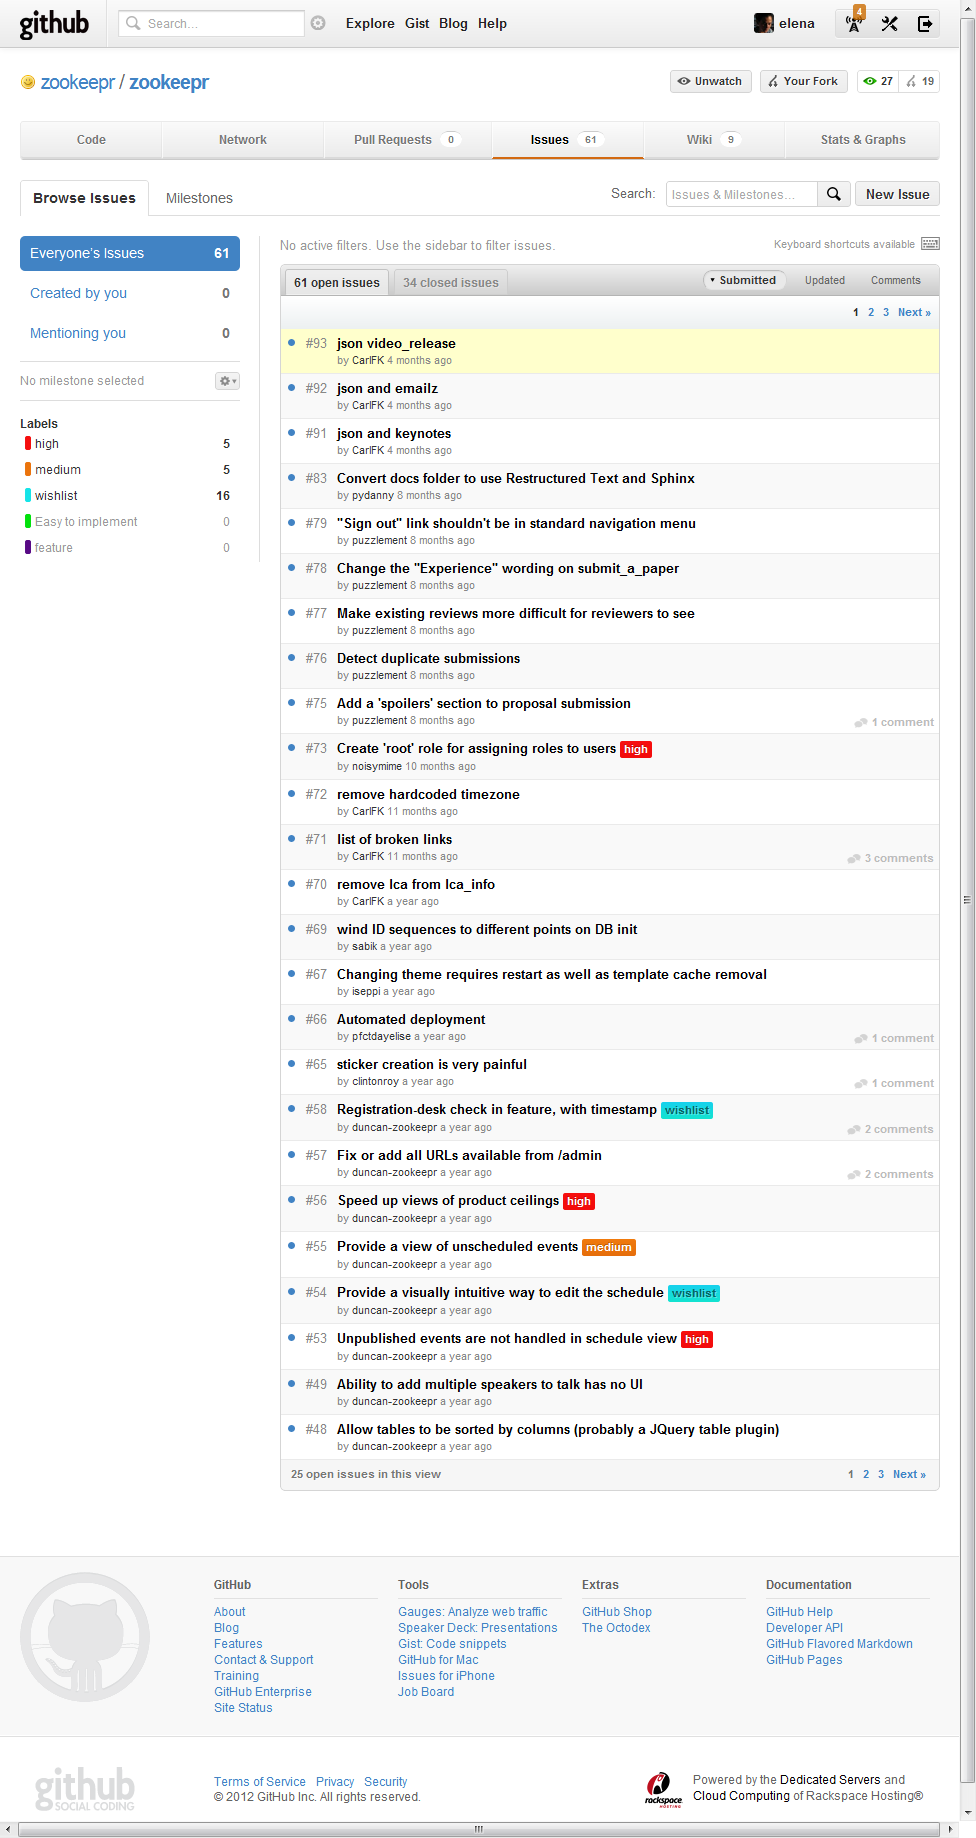 github Search... Explore Gist Blog Help elena 4
zookeepr / zookeepr Unwatch Your Fork 27 19
Code Network Pull Requests 0 Issues 61 Wiki 9 Stats & Graphs
Browse Issues Milestones Search: Issues & Milestones... New Issue
Everyone's Issues 61
Created by you 0
Mentioning you 0
No milestone selected
Labels
high 5
medium 5
wishlist 16
Easy to implement 0
feature 0
No active filters. Use the sidebar to filter issues. Keyboard shortcuts available
61 open issues 34 closed issues Submitted Updated Comments
1 2 3 Next »
#93 json video_release
by CarlFK 4 months ago
#92 json and emailz
by CarlFK 4 months ago
#91 json and keynotes
by CarlFK 4 months ago
#83 Convert docs folder to use Restructured Text and Sphinx
by pydanny 8 months ago
#79 "Sign out" link shouldn't be in standard navigation menu
by puzzlement 8 months ago
#78 Change the "Experience" wording on submit_a_paper
by puzzlement 8 months ago
#77 Make existing reviews more difficult for reviewers to see
by puzzlement 8 months ago
#76 Detect duplicate submissions
by puzzlement 8 months ago
#75 Add a 'spoilers' section to proposal submission
by puzzlement 8 months ago 1 comment
#73 Create 'root' role for assigning roles to users high
by noisymime 10 months ago
#72 remove hardcoded timezone
by CarlFK 11 months ago
#71 list of broken links
by CarlFK 11 months ago 3 comments
#70 remove lca from lca_info
by CarlFK a year ago
#69 wind ID sequences to different points on DB init
by sabik a year ago
#67 Changing theme requires restart as well as template cache removal
by iseppi a year ago
#66 Automated deployment
by pfctdayelise a year ago 1 comment
#65 sticker creation is very painful
by clintonroy a year ago 1 comment
#58 Registration-desk check in feature, with timestamp wishlist
by duncan-zookeepr a year ago 2 comments
#57 Fix or add all URLs available from /admin
by duncan-zookeepr a year ago 2 comments
#56 Speed up views of product ceilings high
by duncan-zookeepr a year ago
#55 Provide a view of unscheduled events medium
by duncan-zookeepr a year ago
#54 Provide a visually intuitive way to edit the schedule wishlist
by duncan-zookeepr a year ago
#53 Unpublished events are not handled in schedule view high
by duncan-zookeepr a year ago
#49 Ability to add multiple speakers to talk has no UI
by duncan-zookeepr a year ago
#48 Allow tables to be sorted by columns (probably a JQuery table plugin)
by duncan-zookeepr a year ago
25 open issues in this view 1 2 3 Next »
GitHub
About
Blog
Features
Contact & Support
Training
GitHub Enterprise
Site Status
Tools
Gauges: Analyze web traffic
Speaker Deck: Presentations
Gist: Code snippets
GitHub for Mac
Issues for iPhone
Job Board
Extras
GitHub Shop
The Octodex
Documentation
GitHub Help
Developer API
GitHub Flavored Markdown
GitHub Pages
github
SOCIAL CODING
Terms of Service Privacy Security
© 2012 GitHub Inc. All rights reserved.
rackspace
HOSTING
Powered by the Dedicated Servers and
Cloud Computing of Rackspace Hosting®